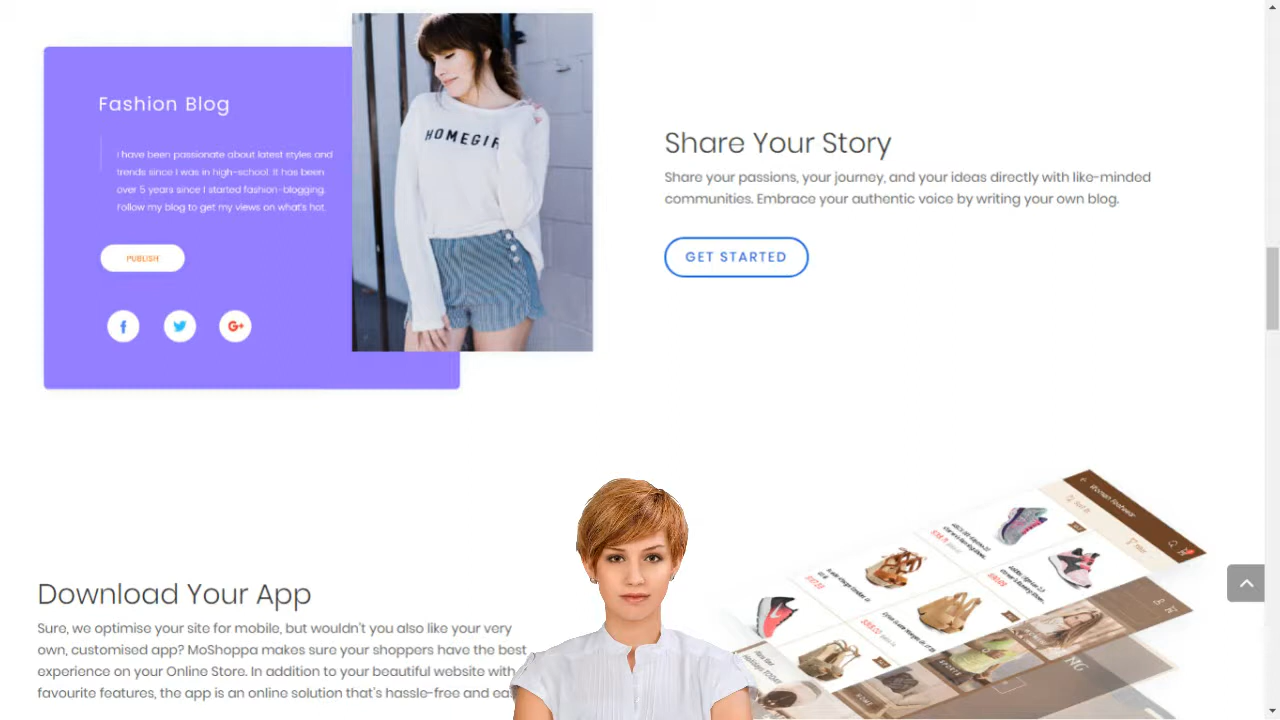 Fashion Blog
I have been passionate about latest styles and
trends since I was in high-school. It has been
over 5 years since I started fashion-blogging.
Follow my blog to get my views on what's hot.
PUBLISH
HOMEGIR
Share Your Story
Share your passions, your journey, and your ideas directly with like-minded
communities. Embrace your authentic voice by writing your own blog.
GET STARTED
Download Your App
Sure, we optimise your site for mobile, but wouldn't you also like your very
own, customised app? MoShoppa makes sure your shoppers have the best
experience on your Online Store. In addition to your beautiful website with
favourite features, the app is an online solution that's hassle-free and
Women Footwear
Sort By
Filter